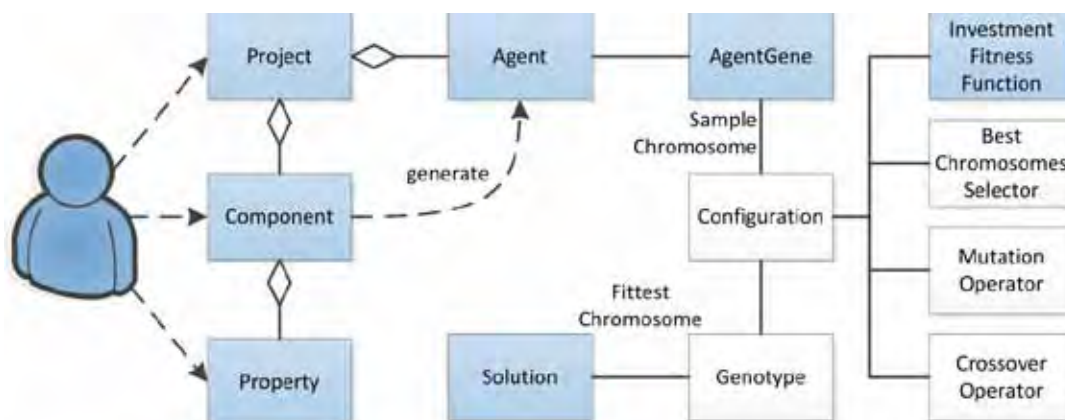 Project
Agent
AgentGene
Investment
Fitness
Function
Sample
Chromosome
Best
Chromosomes
Selector
generate
Component
Configuration
Mutation
Operator
Fittest
Chromosome
Property
Solution
Genotype
Crossover
Operator